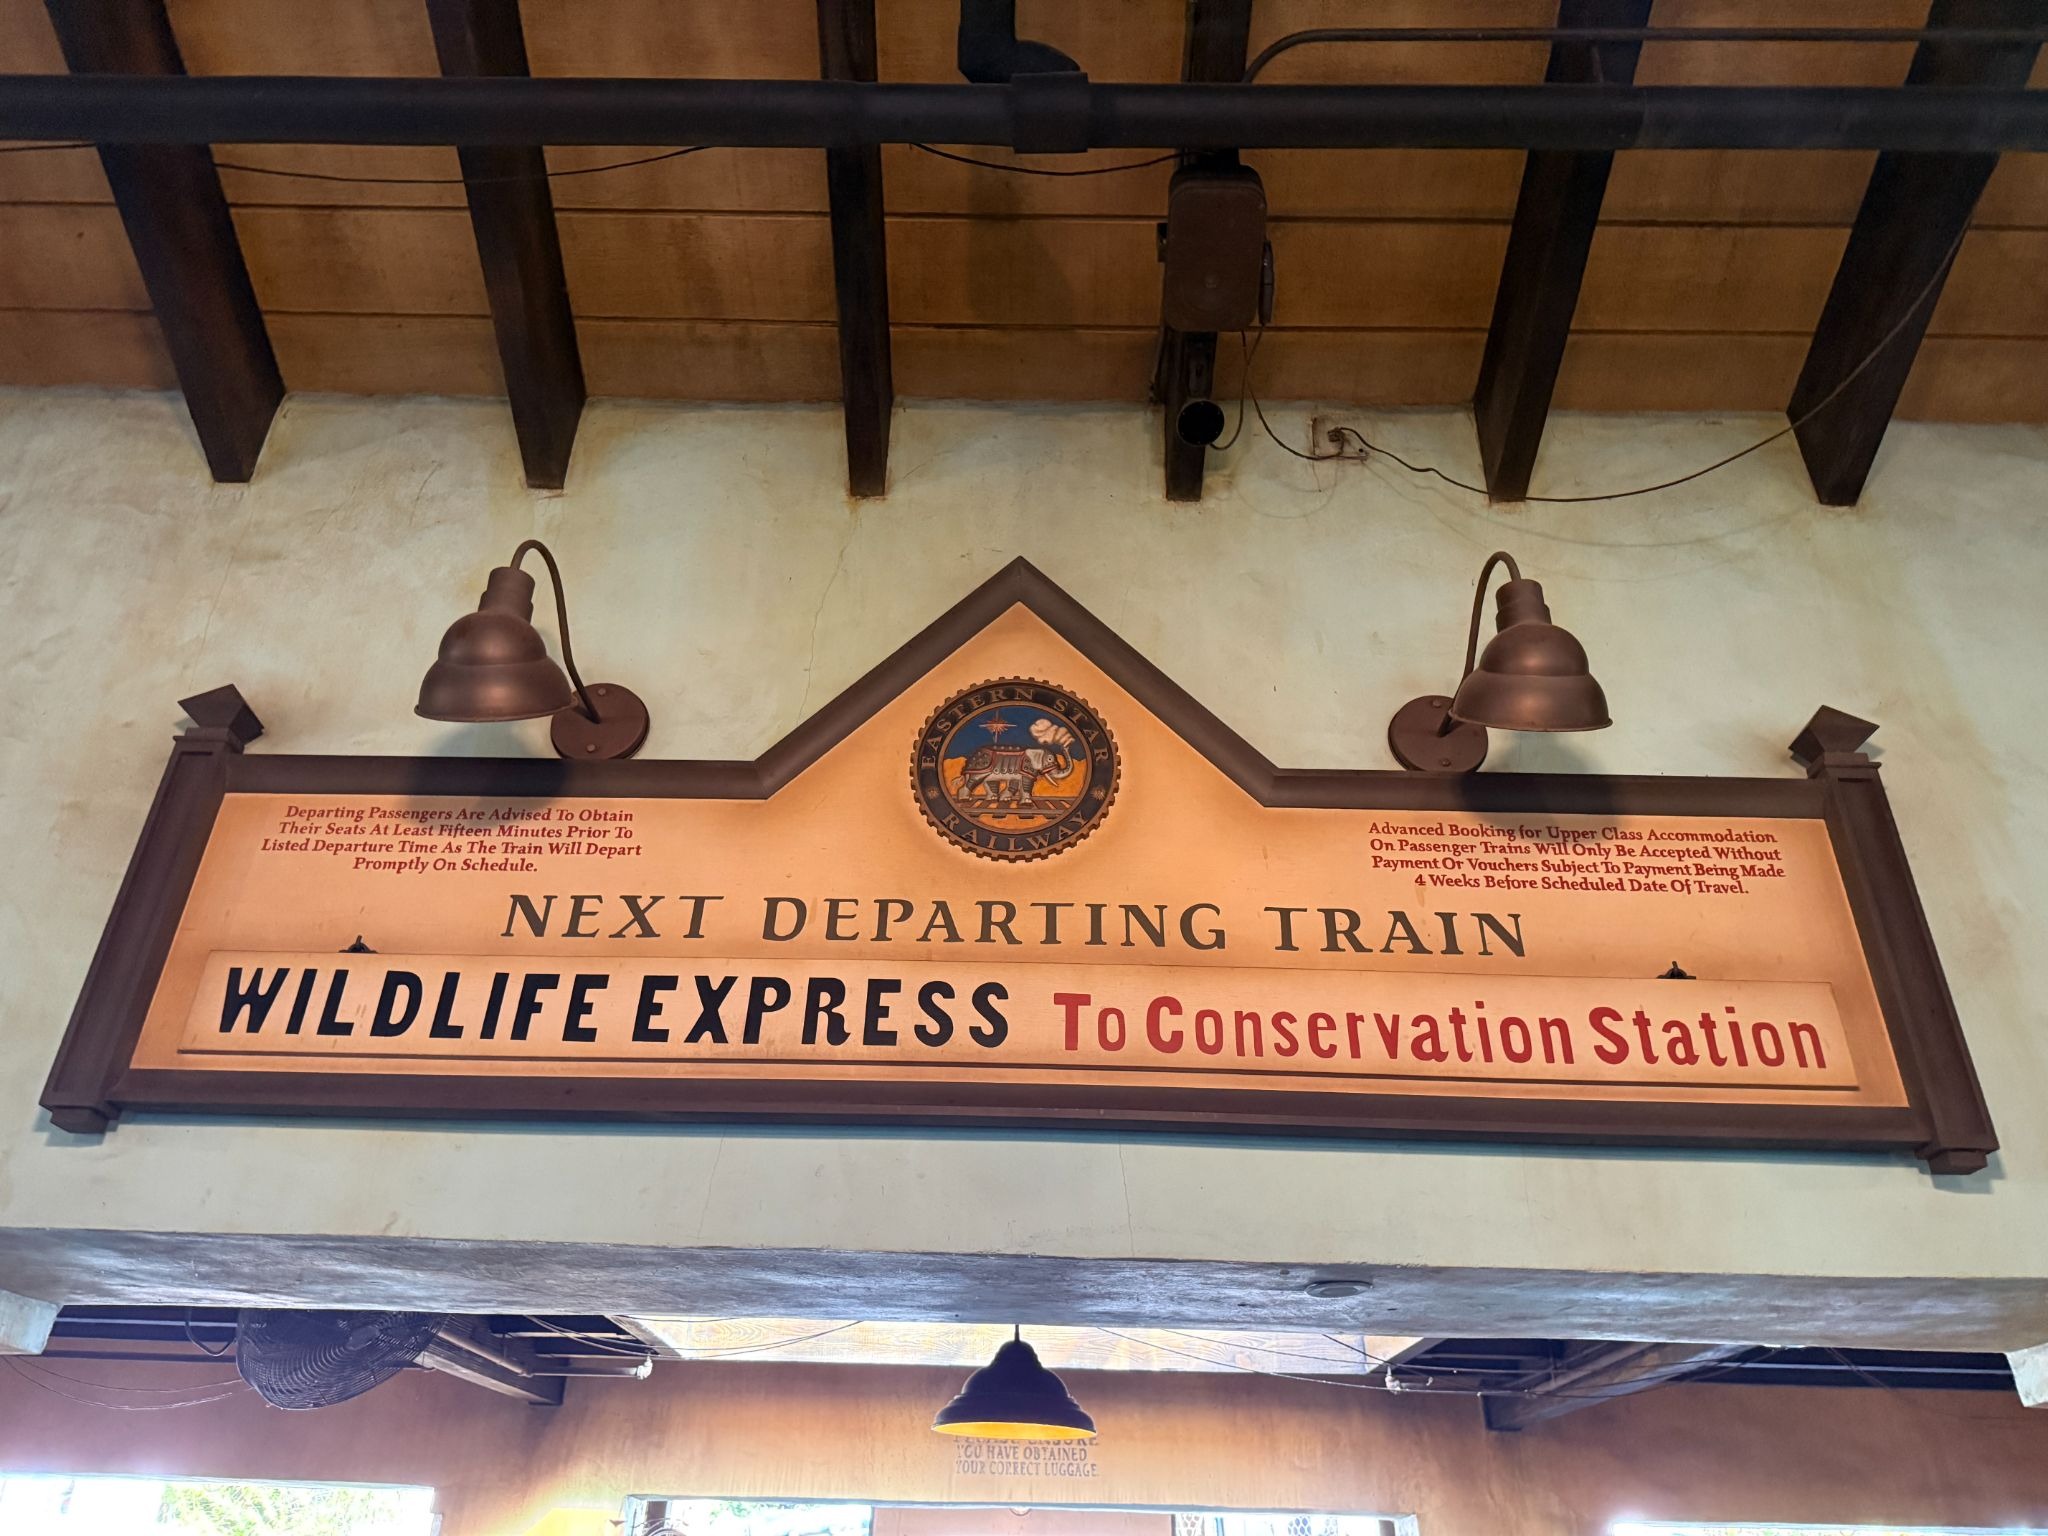 EASTERN STAR
RAILWAY
Departing Passengers Are Advised To Obtain
Their Seats At Least Fifteen Minutes Prior To
Listed Departure Time As The Train Will Depart
Promptly On Schedule.
Advanced Booking for Upper Class Accommodation
On Passenger Trains Will Only Be Accepted Without
Payment Or Vouchers Subject To Payment Being Made
4 Weeks Before Scheduled Date Of Travel.
NEXT DEPARTING TRAIN
WILDLIFE EXPRESS To Conservation Station
PLEASE ENSURE
YOU HAVE OBTAINED
YOUR CORRECT LUGGAGE.